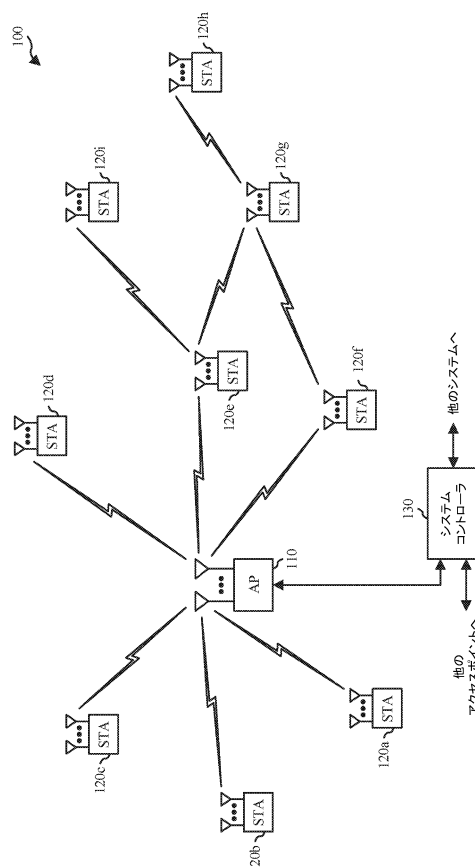 100
STA
120h
STA
120i
STA
120g
STA
120d
STA
120e
STA
120f
AP
110
STA
120c
STA
20b
STA
120a
130
システム
コントローラ
他のシステムへ
他の
アクセスポイントへ